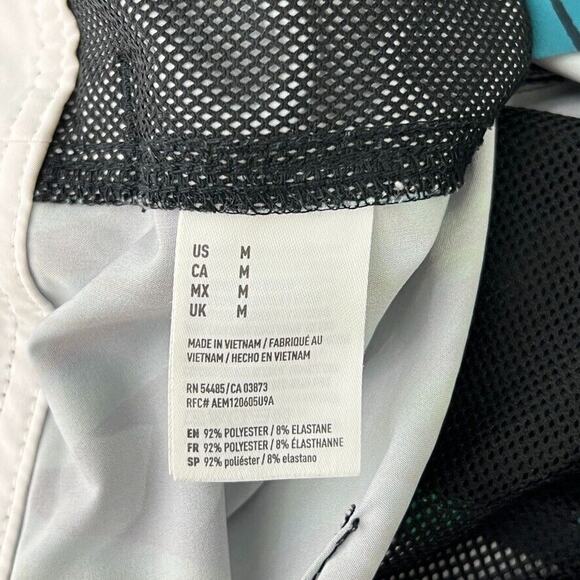 US M
CA M
MX M
UK M
MADE IN VIETNAM / FABRIQUÉ AU
VIETNAM / HECHO EN VIETNAM
RN 54485/CA 03873
RFC# AEM120605U9A
EN 92% POLYESTER / 8% ELASTANE
FR 92% POLYESTER / 8% ÉLASTHANNE
SP 92% poliéster / 8% elastano